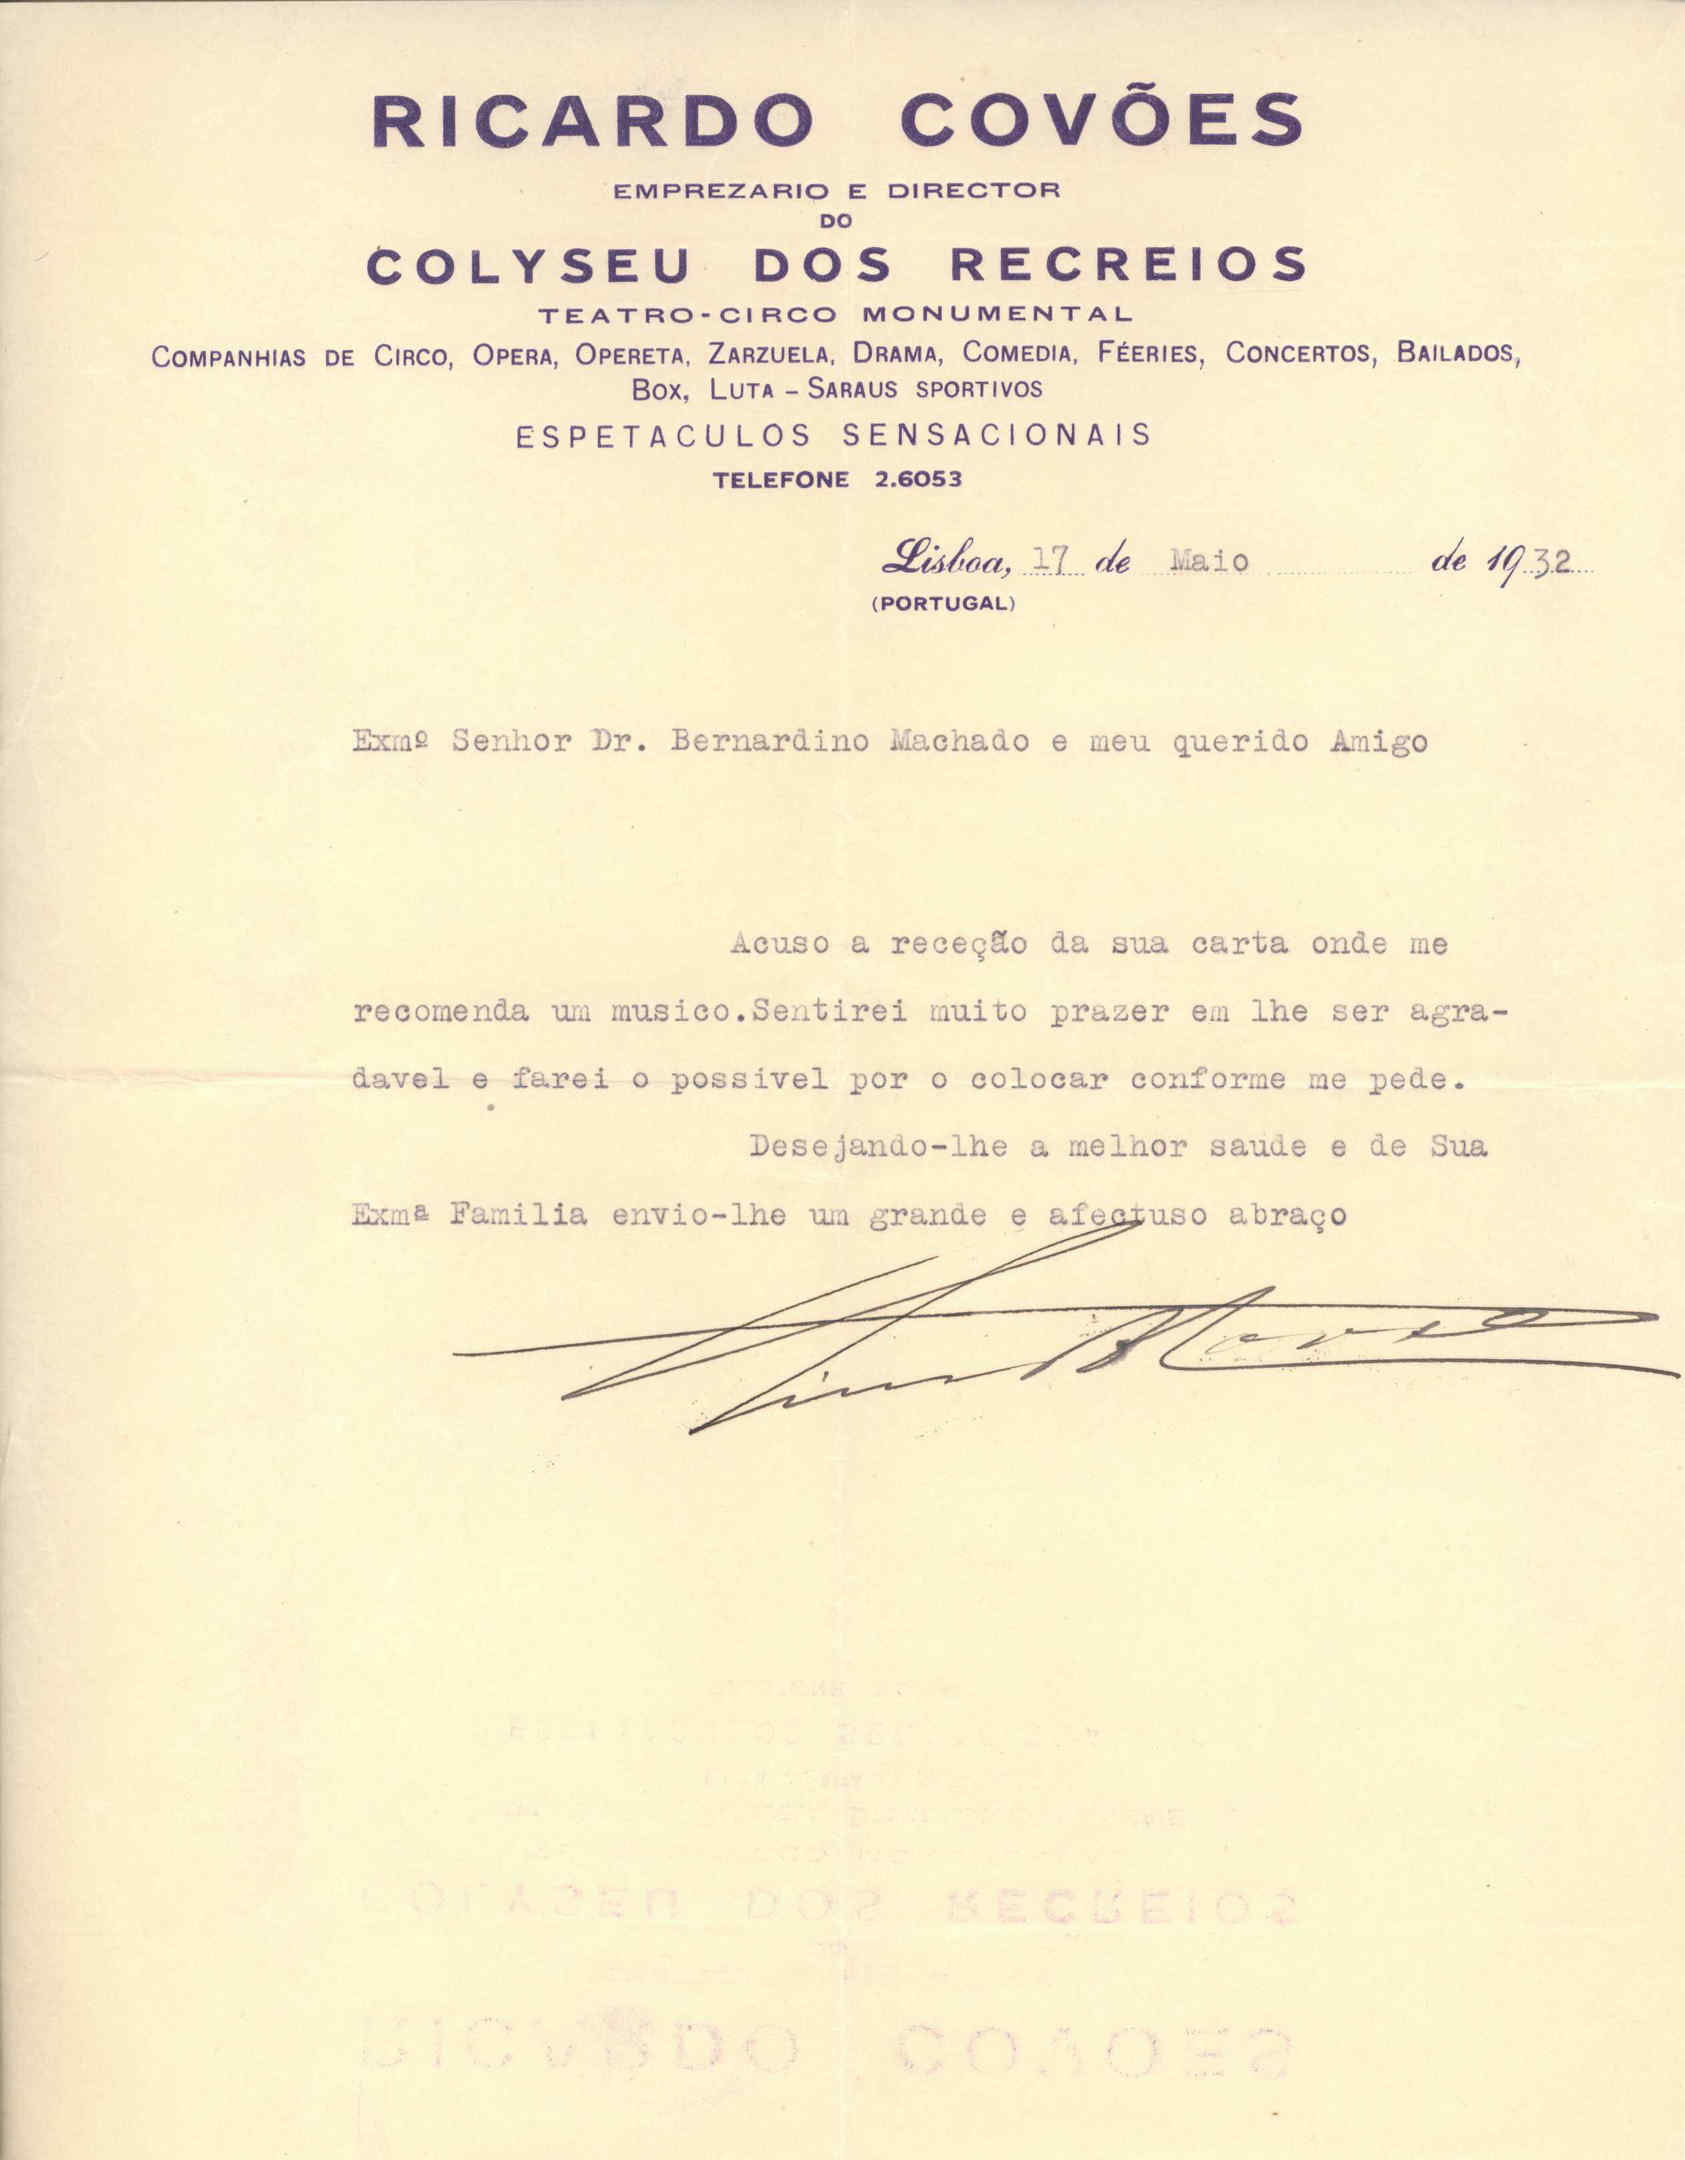 RICARDO COVÕES
EMPREZARIO E DIRECTOR
DO
COLYSEU DOS RECREIOS
TEATRO-CIRCO MONUMENTAL
COMPANHIAS DE CIRCO, OPERA, OPERETA, ZARZUELA, DRAMA, COMEDIA, FÉERIES, CONCERTOS, BAILADOS,
BOX, LUTA – SARAUS SPORTIVOS
ESPETACULOS SENSACIONAIS
TELEFONE 2.6053
Lisboa, 17 de Maio de 1932
(PORTUGAL)
Exmº Senhor Dr. Bernardino Machado e meu querido Amigo
Acuso a receção da sua carta onde me
recomenda um musico.Sentirei muito prazer em lhe ser agra-
davel e farei o possivel por o colocar conforme me pede.
Desejando-lhe a melhor saude e de Sua
Exmª Familia envio-lhe um grande e afectuso abraço